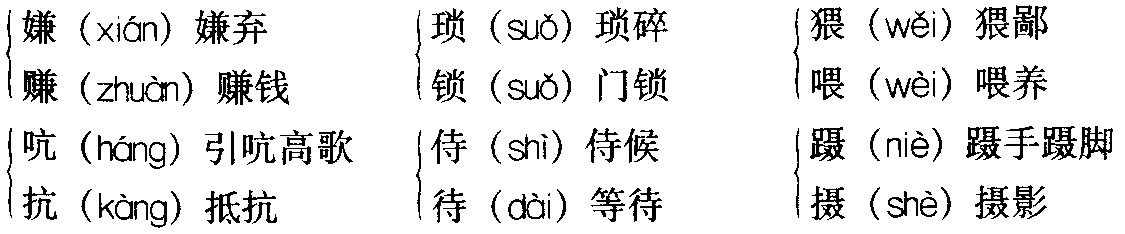 嫌（xián）嫌弃 琐（suǒ）琐碎 猥（wěi）猥鄙
赚（zhuàn）赚钱 锁（suǒ）门锁 喂（wèi）喂养
吭（háng）引吭高歌 侍（shì）侍候 蹑（niè）蹑手蹑脚
抗（kàng）抵抗 待（dài）等待 摄（shè）摄影